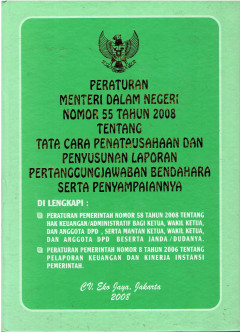 PERATURAN
MENTERI DALAM NEGERI
NOMOR 55 TAHUN 2008
TENTANG
TATA CARA PENATAUSAHAAN DAN
PENYUSUNAN LAPORAN
PERTANGGUNGJAWABAN BENDAHARA
SERTA PENYAMPAIANNYA
DI LENGKAPI :
PERATURAN PEMERINTAH NOMOR 58 TAHUN 2008 TENTANG
HAK KEUANGAN/ADMINISTRATIF BAGI KETUA, WAKIL KETUA,
DAN ANGGOTA DPD , SERTA MANTAN KETUA, WAKIL KETUA,
DAN ANGGOTA DPD BESERTA JANDA/DUDANYA.
PERATURAN PEMERINTAH NOMOR 8 TAHUN 2006 TENTANG
PELAPORAN KEUANGAN DAN KINERJA INSTANSI
PEMERINTAH.
CV. Eko Jaya, Jakarta
2008